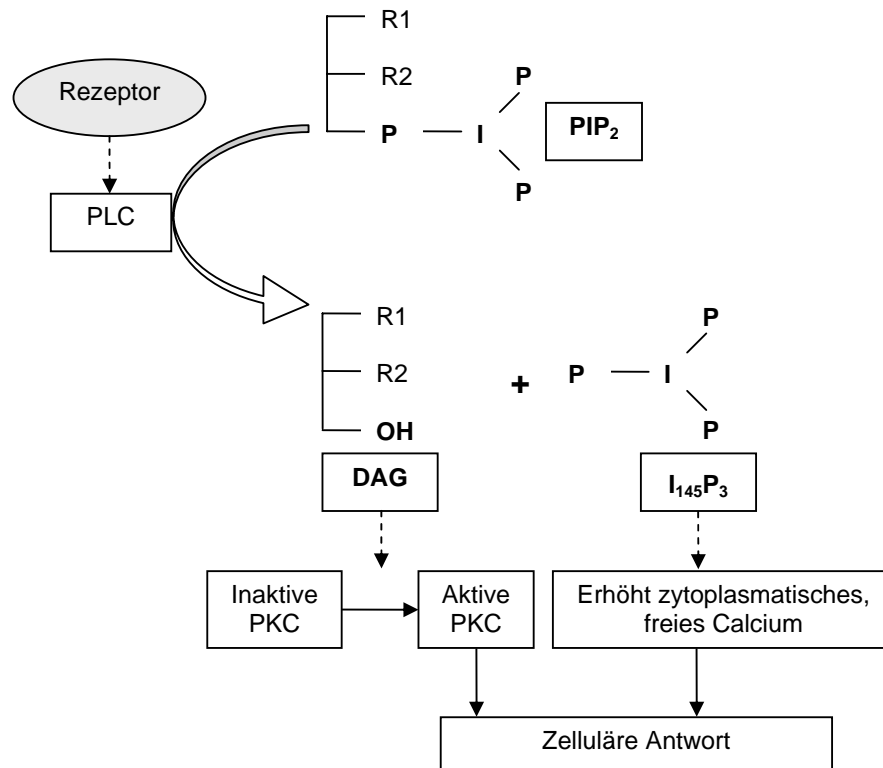 R1
R2
P
Rezeptor
P — I
PIP₂
P
PLC
R1
P
R2
+
P — I
OH
P
DAG
I₁₄₅P₃
Inaktive
PKC
Aktive
PKC
Erhöht zytoplasmatisches,
freies Calcium
Zelluläre Antwort